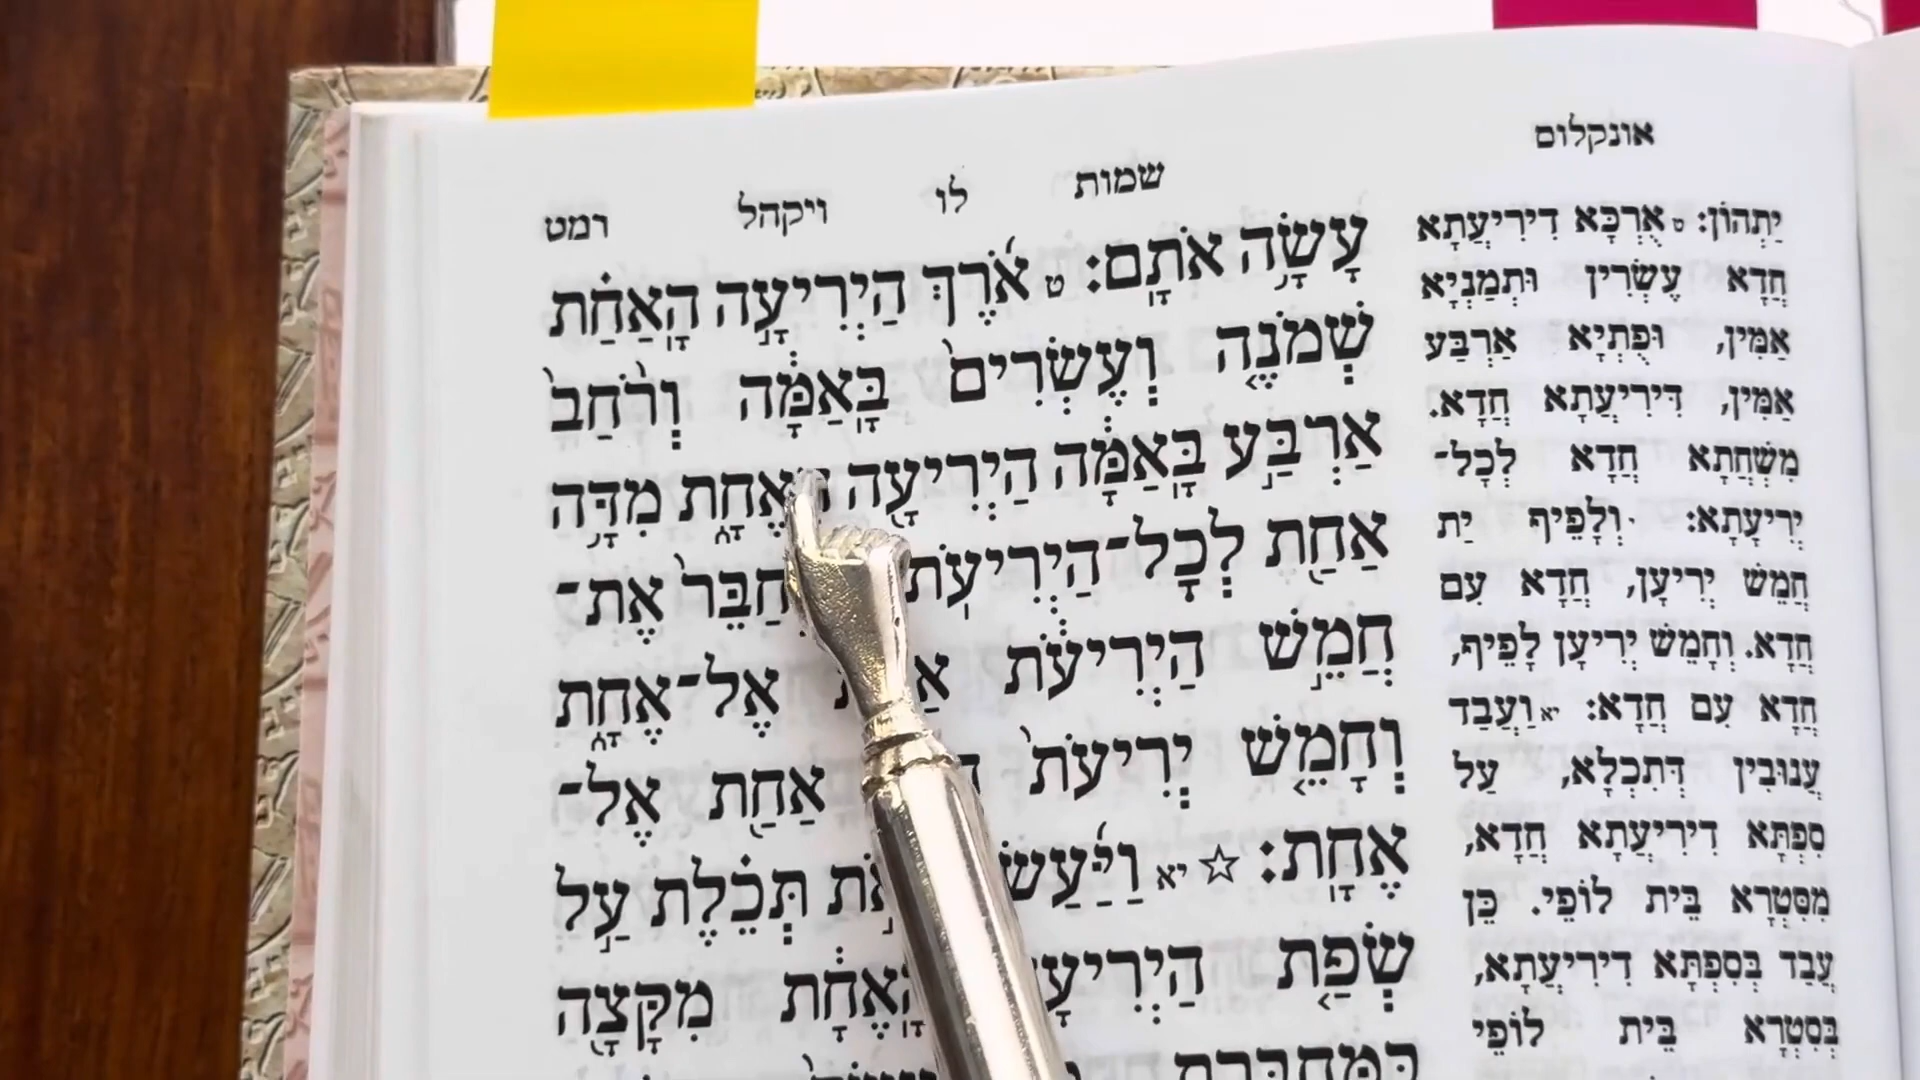 אונקלוס
שמות לו ויקהל רמט
עָשָׂ֥ה אֹתָֽם׃ ט אֹ֜רֶךְ הַיְרִיעָ֣ה הָֽאַחַ֗ת
שְׁמֹנֶ֤ה וְעֶשְׂרִים֙ בָּֽאַמָּ֔ה וְרֹ֙חַב֙
אַרְבַּ֣ע בָּֽאַמָּ֔ה הַיְרִיעָ֖ה מִדָּ֥ה
אַחַ֖ת לְכָל־הַיְרִיעֹֽת אֶת־
חֲמֵ֣שׁ הַיְרִיעֹ֔ת אֶל־אֶחָ֑ת
וְחָמֵ֤שׁ יְרִיעֹת֙ אַחַ֖ת אֶל־
אֶחָֽת׃ ☆ יא תְּכֵ֗לֶת עַ֣ל
שְׂפַ֤ת מִקָּצָ֖ה
יַתְהוֹן: ט אֻרְכָּא דִירִיעֲתָא
חֲדָא עֶשְׂרִין וּתְמַנְיָא
אַמִּין, וּפֻתְיָא אַרְבַּע
אַמִּין, דִּירִיעֲתָא חֲדָא.
מִשְׁחֲתָא חֲדָא לְכָל־
יְרִיעָתָא: י וְלָפֵיף יַת
חֲמֵשׁ יְרִיעָן, חֲדָא עִם
חֲדָא. וְחָמֵשׁ יְרִיעָן לָפֵיף,
חֲדָא עִם חֲדָא: יא וַעֲבַד
עֲנוּבִין דִּתְכֵלָא, עַל
סִפְתָּא דִירִיעֲתָא חֲדָא,
מִסִּטְרָא בֵּית לוֹפֵי. כֵּן
עֲבַד בְּסִפְתָּא דִירִיעֲתָא,
בְּסִטְרָא בֵּית לוֹפֵי